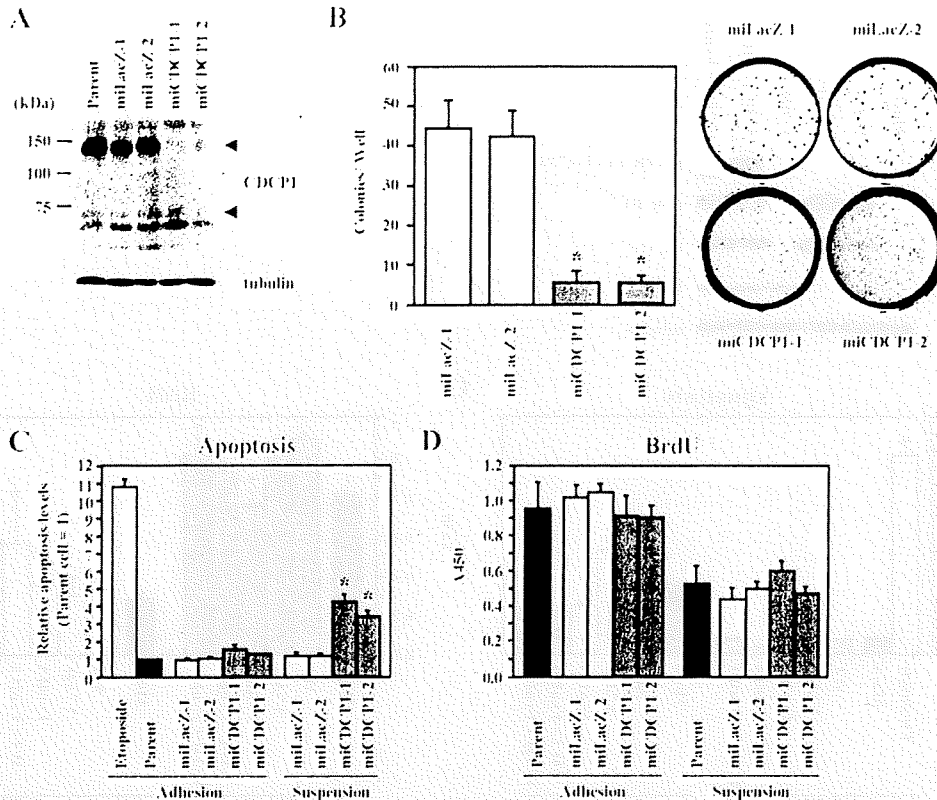 A
(kDa)
Parent
miLacZ-1
miLacZ-2
miCDCP1-1
miCDCP1-2
150
100
75
CDCP1
tubulin
B
Colonies/Well
60
50
40
30
20
10
0
*
*
miLacZ-1
miLacZ-2
miCDCP1-1
miCDCP1-2
miLacZ-1
miLacZ-2
miCDCP1-1
miCDCP1-2
C
Apoptosis
Relative apoptosis levels
(Parent cell = 1)
12
11
10
9
8
7
6
5
4
3
2
1
0
*
*
Etoposide
Parent
miLacZ-1
miLacZ-2
miCDCP1-1
miCDCP1-2
miLacZ-1
miLacZ-2
miCDCP1-1
miCDCP1-2
Adhesion
Suspension
D
BrdU
A450
1.2
1.0
0.8
0.6
0.4
0.2
0.0
Parent
miLacZ-1
miLacZ-2
miCDCP1-1
miCDCP1-2
Parent
miLacZ-1
miLacZ-2
miCDCP1-1
miCDCP1-2
Adhesion
Suspension